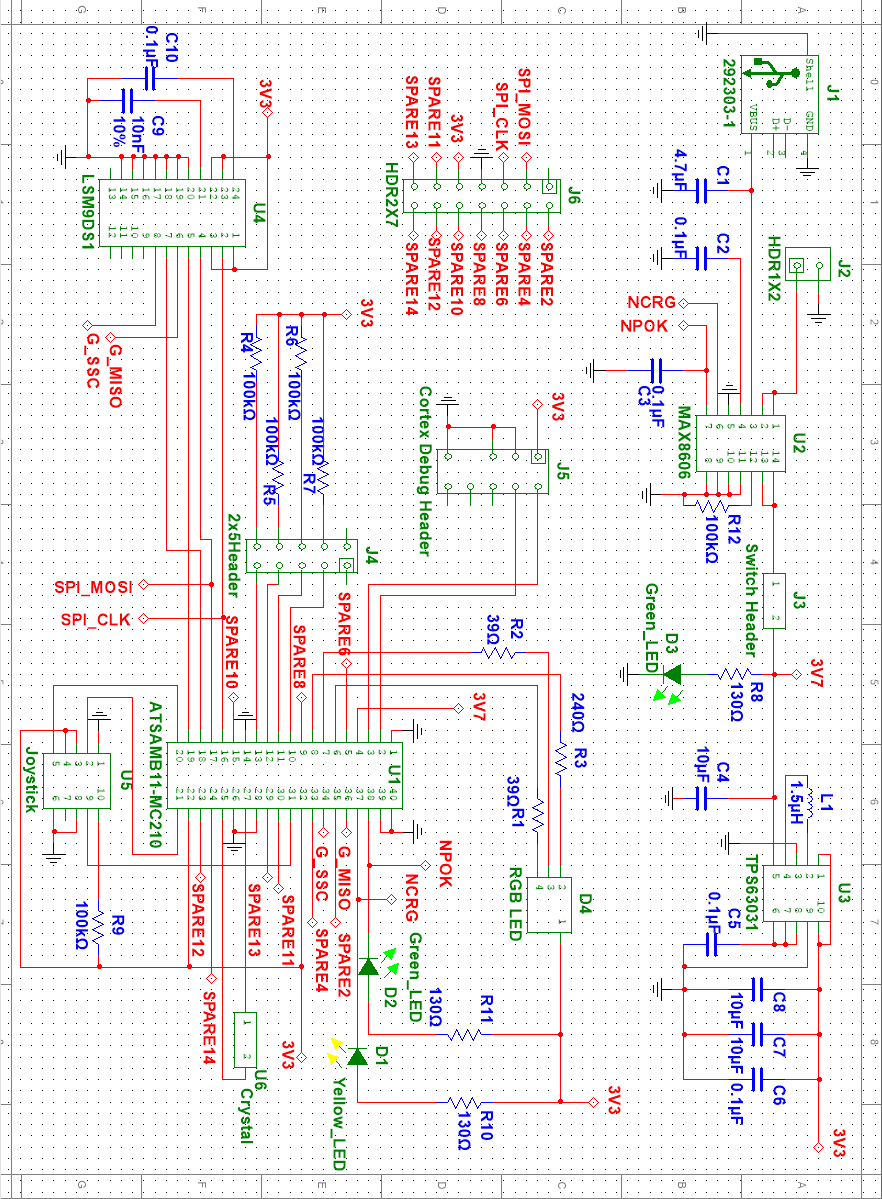 J1
Shell
GND
D-
D+
VBUS
4
3
2
1
292303-1
C1
4.7µF
C2
0.1µF
J2
HDR1X2
NCRG
NPOK
0.1µF
C3
U2
MAX8606
R12
100kΩ
J3
Switch Header
3V7
R8
130Ω
D3
Green_LED
C4
10µF
L1
1.5µH
U3
TPS63031
C5
0.1µF
C8
10µF
C7
10µF
C6
0.1µF
3V3
J6
HDR2X7
SPI_MOSI
SPI_CLK
3V3
SPARE11
SPARE13
SPARE2
SPARE4
SPARE6
SPARE8
SPARE10
SPARE12
SPARE14
J5
3V3
Cortex Debug Header
C10
0.1µF
C9
10nF
10%
3V3
U4
LSM9DS1
G_SSC
G_MISO
3V3
R4
100kΩ
R6
100kΩ
100kΩ
R5
100kΩ
R7
J4
2x5Header
SPI_MOSI
SPI_CLK
SPARE10
SPARE8
SPARE6
3V7
R2
39Ω
R3
240Ω
R1
39Ω
D4
RGB LED
U1
ATSAMB11-MC210
U5
Joystick
R9
100kΩ
SPARE12
SPARE14
SPARE13
SPARE11
G_SSC
G_MISO
SPARE4
SPARE2
NPOK
NCRG
Green_LED
D2
R11
130Ω
D1
Yellow_LED
R10
130Ω
3V3
3V3
U6
Crystal